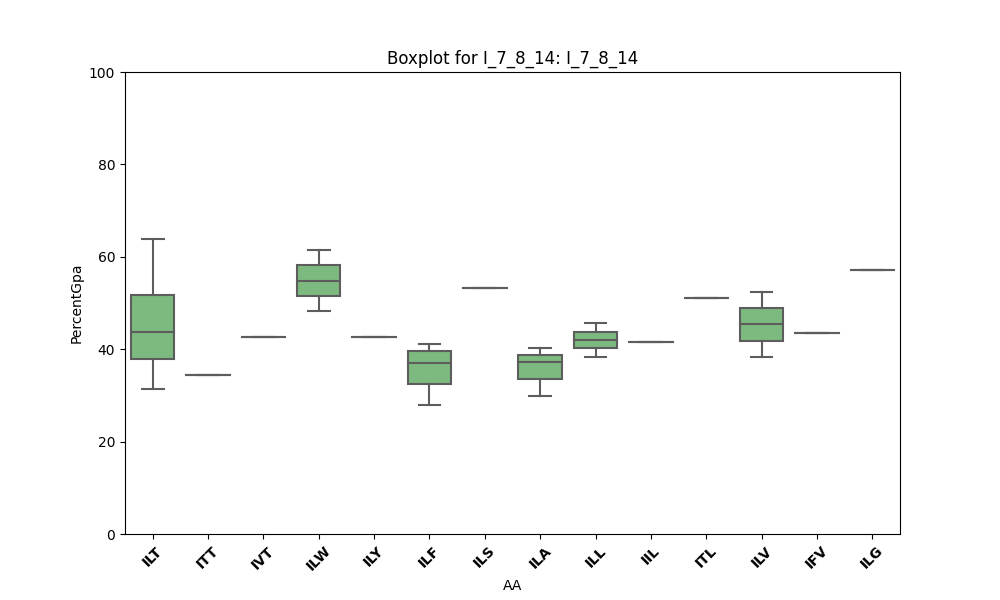 Boxplot for I_7_8_14: I_7_8_14
100
80
60
40
20
0
PercentGpa
ILT
ITT
IVT
ILW
ILY
ILF
ILS
ILA
ILL
IIL
ITL
ILV
IFV
ILG
AA